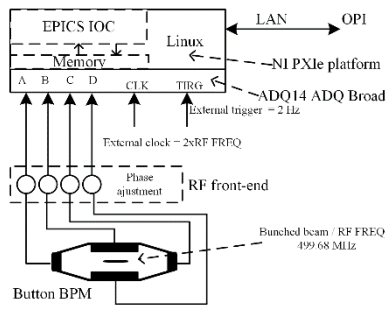 EPICS IOC
LAN
OPI
Linux
Memory
NI PXIe platform
A
B
C
D
CLK
TIRG
ADQ14 ADQ Broad
External trigger = 2 Hz
External clock = 2xRF FREQ
Phase
ajustment
RF front-end
Bunched beam / RF FREQ
499.68 MHz
Button BPM